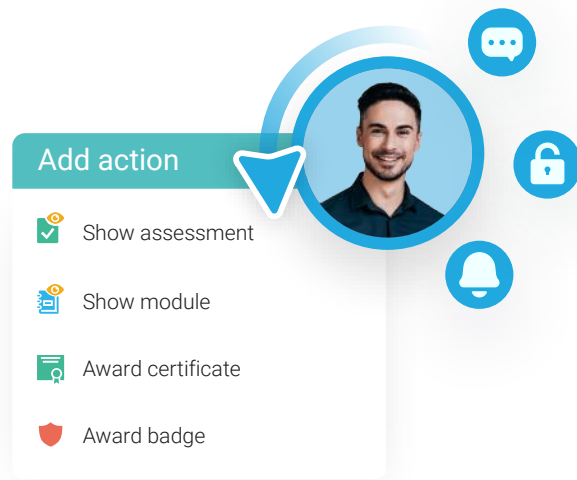 Add action
Show assessment
Show module
Award certificate
Award badge